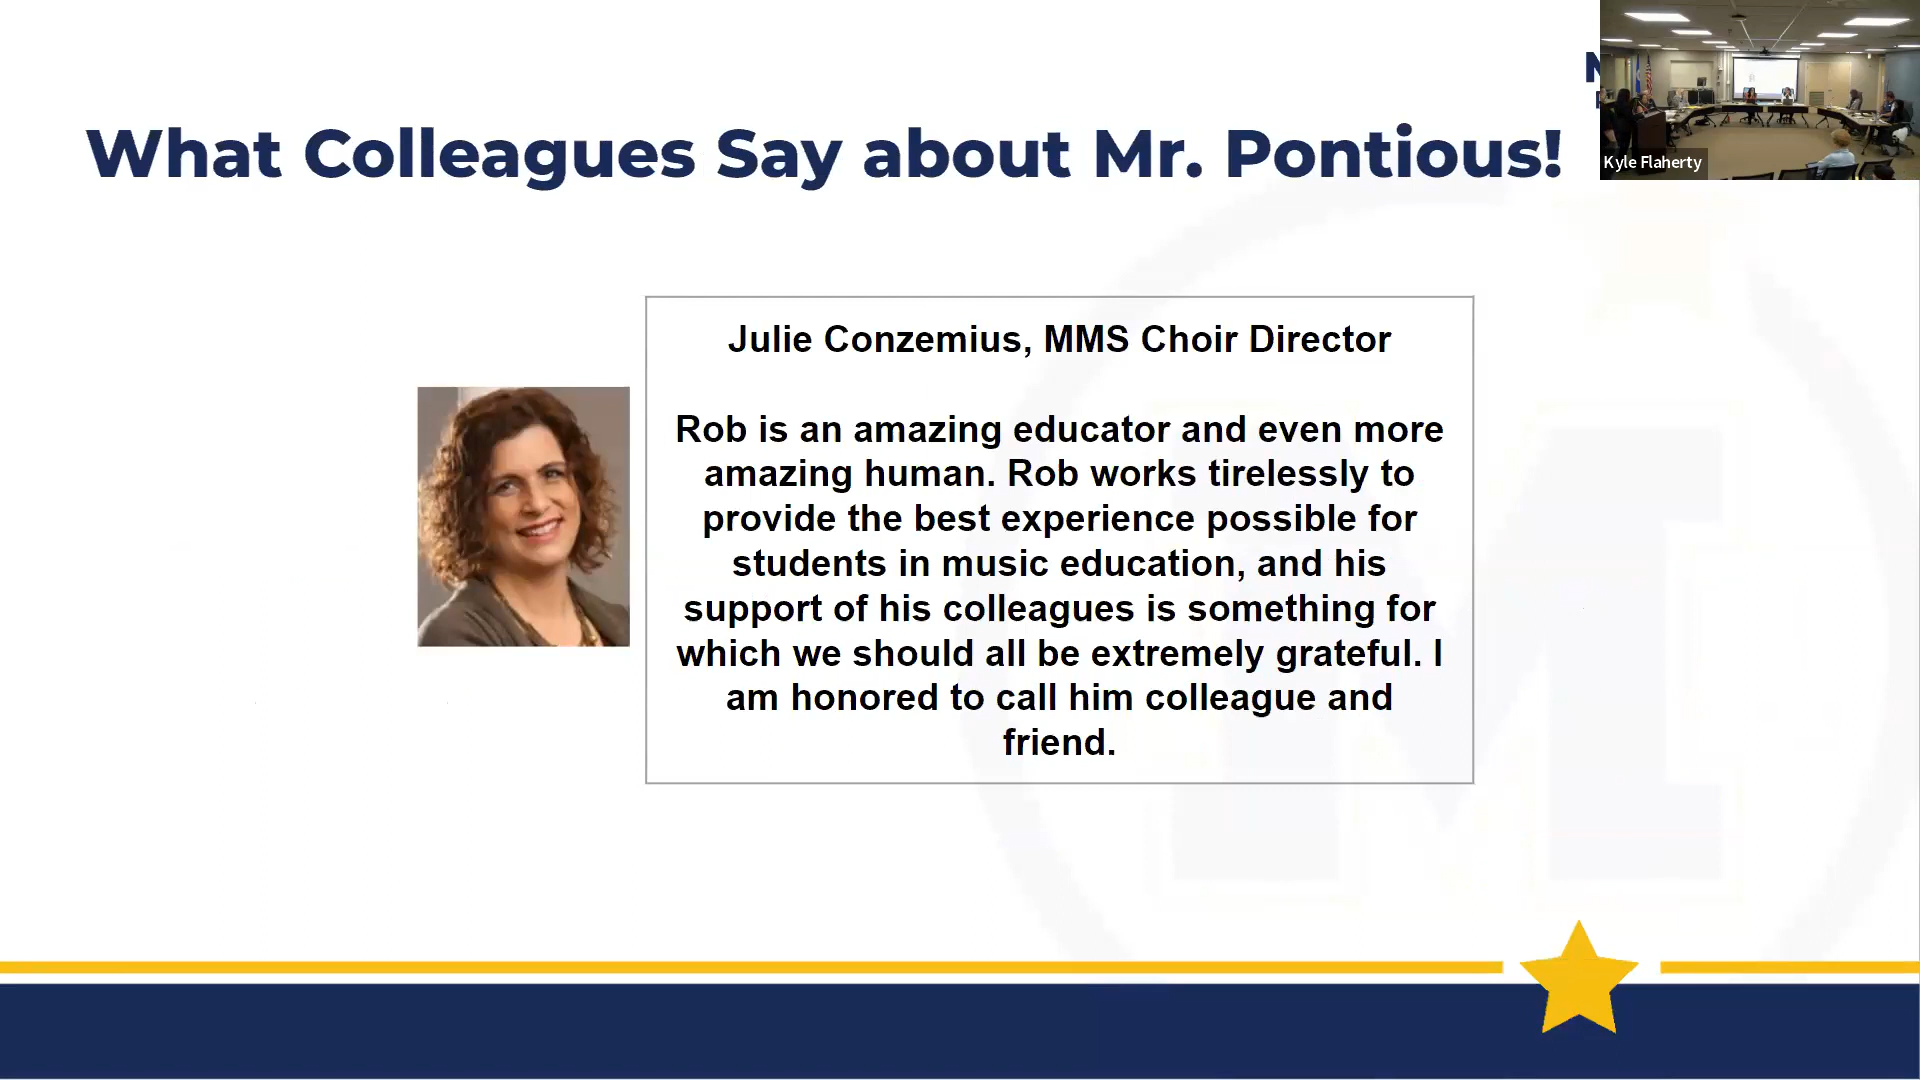 What Colleagues Say about Mr. Pontious!
Kyle Flaherty
Julie Conzemius, MMS Choir Director
Rob is an amazing educator and even more
amazing human. Rob works tirelessly to
provide the best experience possible for
students in music education, and his
support of his colleagues is something for
which we should all be extremely grateful. I
am honored to call him colleague and
friend.